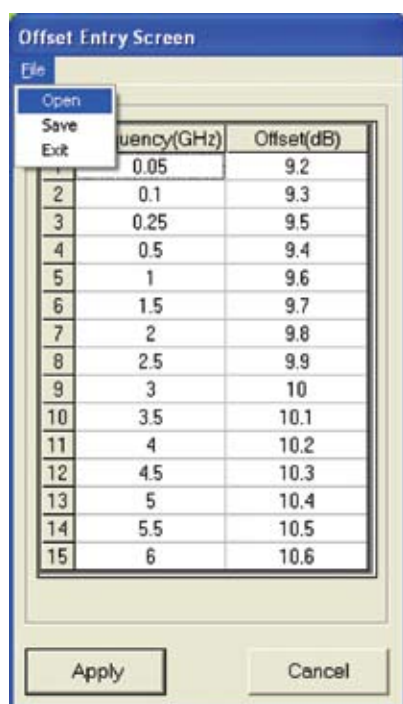 Offset Entry Screen
File
Open
Save
Exit
uency(GHz) Offset(dB)
0.05 9.2
2 0.1 9.3
3 0.25 9.5
4 0.5 9.4
5 1 9.6
6 1.5 9.7
7 2 9.8
8 2.5 9.9
9 3 10
10 3.5 10.1
11 4 10.2
12 4.5 10.3
13 5 10.4
14 5.5 10.5
15 6 10.6
Apply Cancel